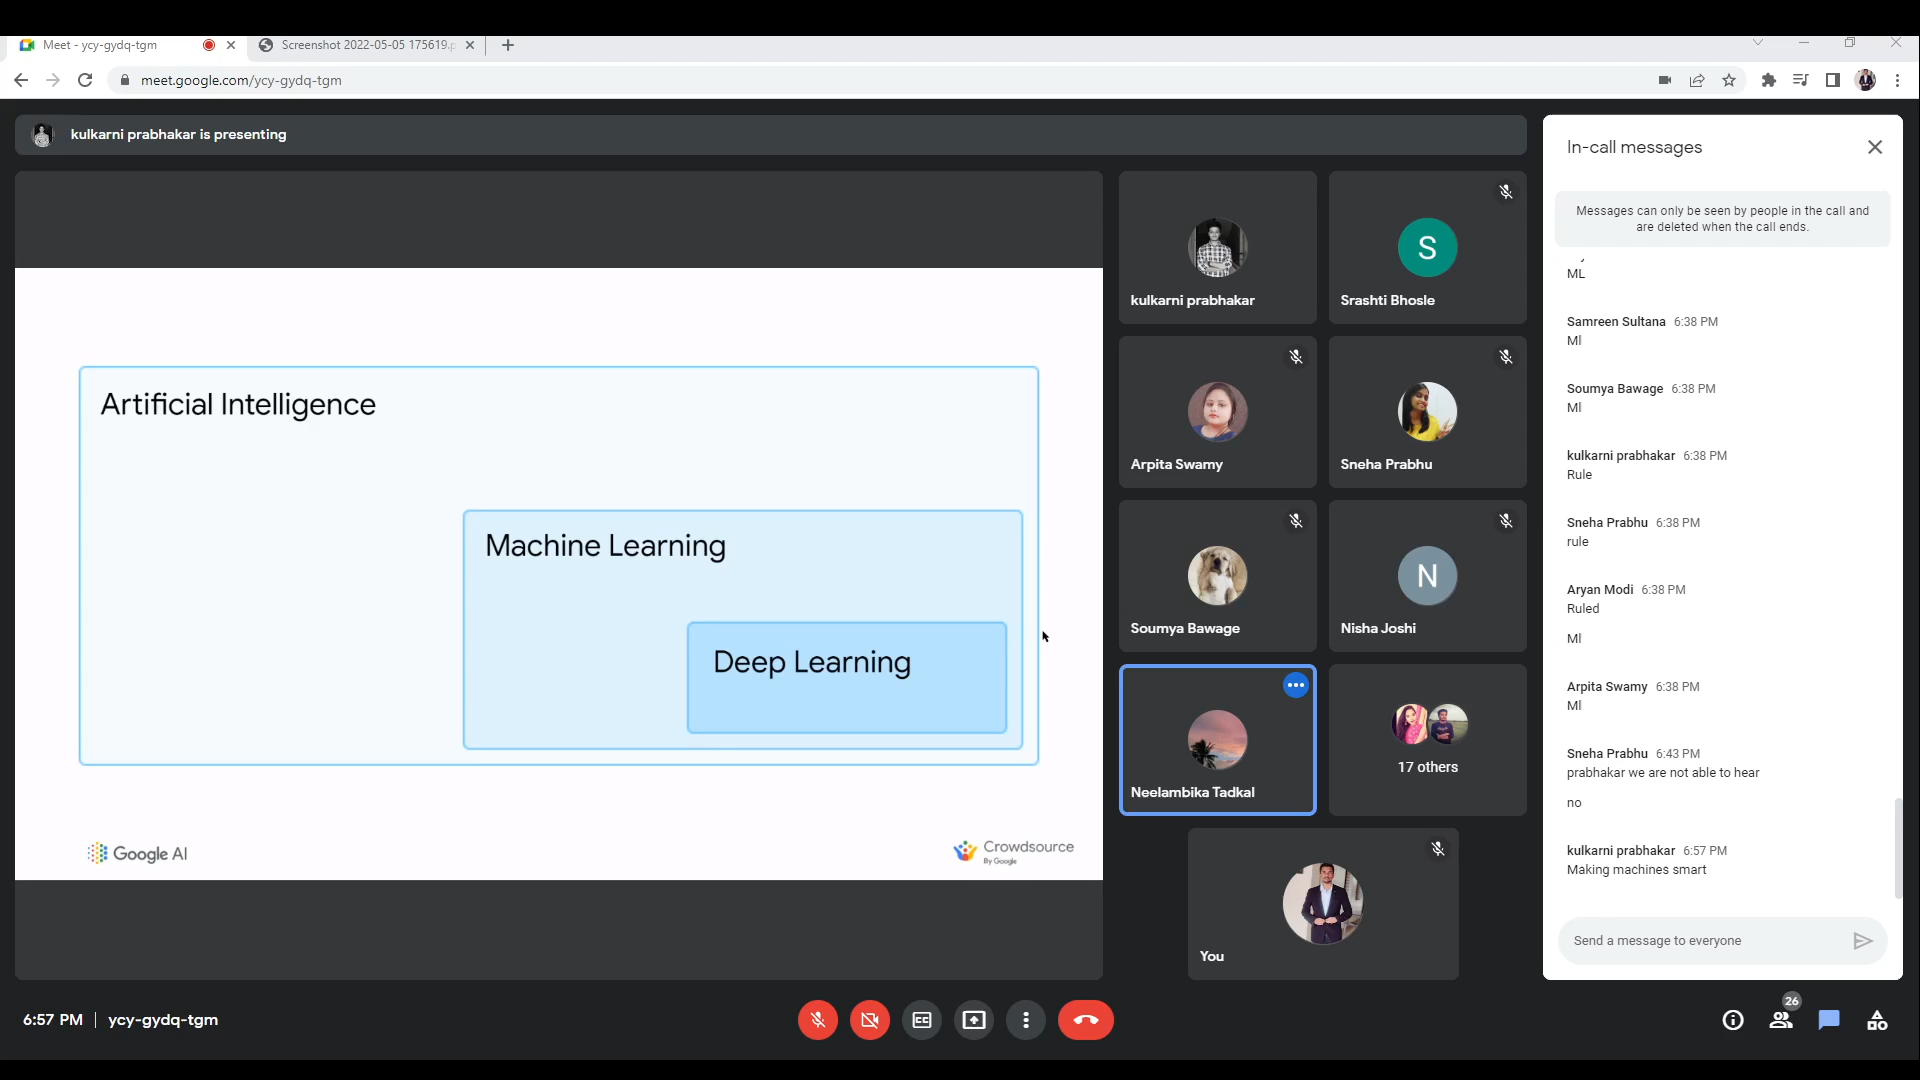 Meet - ycy-gydq-tgm
Screenshot 2022-05-05 175619.p
meet.google.com/ycy-gydq-tgm
kulkarni prabhakar is presenting
Artificial Intelligence
Machine Learning
Deep Learning
Google AI
Crowdsource
By Google
kulkarni prabhakar
S
Srashti Bhosle
Arpita Swamy
Sneha Prabhu
Soumya Bawage
N
Nisha Joshi
Neelambika Tadkal
17 others
You
In-call messages
Messages can only be seen by people in the call and
are deleted when the call ends.
ML
Samreen Sultana 6:38 PM
Ml
Soumya Bawage 6:38 PM
Ml
kulkarni prabhakar 6:38 PM
Rule
Sneha Prabhu 6:38 PM
rule
Aryan Modi 6:38 PM
Ruled
Ml
Arpita Swamy 6:38 PM
Ml
Sneha Prabhu 6:43 PM
prabhakar we are not able to hear
no
kulkarni prabhakar 6:57 PM
Making machines smart
Send a message to everyone
6:57 PM | ycy-gydq-tgm
26